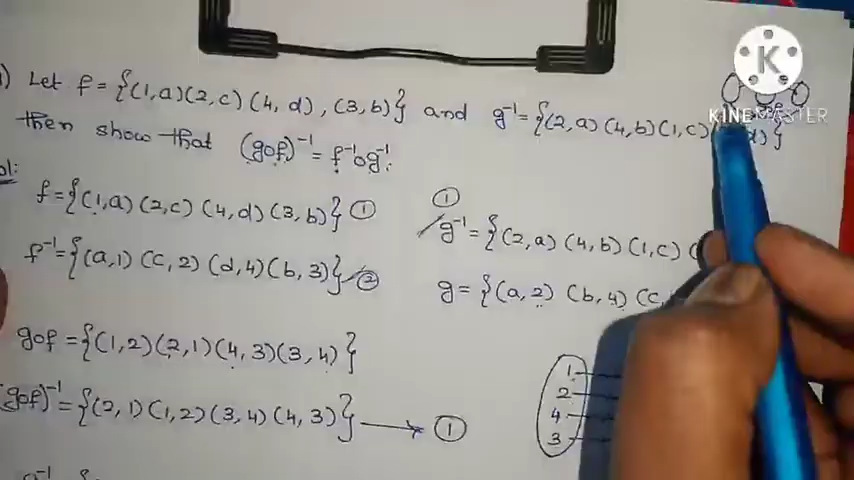 Let f = {(1,a)(2,c)(4,d),(3,b)} and g⁻¹ = {(2,a)(4,b)(1,c)
then show that (gof)⁻¹ = f⁻¹og⁻¹.
f = {(1,a)(2,c)(4,d)(3,b)} ①
①
g⁻¹ = {(2,a)(4,b)(1,c)
f⁻¹ = {(a,1)(c,2)(d,4)(b,3)} ②
g = {(a,2)(b,4)(c,
gof = {(1,2)(2,1)(4,3)(3,4)}
(gof)⁻¹ = {(2,1)(1,2)(3,4)(4,3)} → ①
1
2
4
3
KINEMASTER